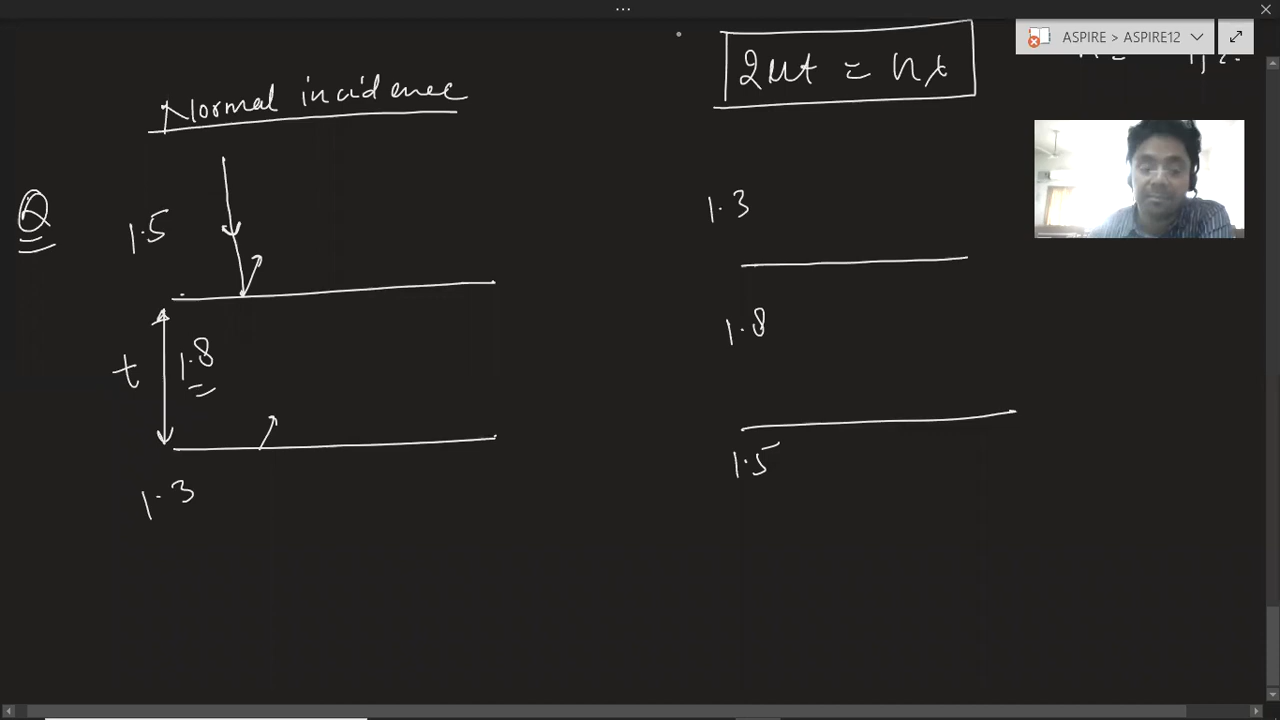 ASPIRE > ASPIRE12
2μt = nλ
Normal incidence
Q
1.5
t
1.8
1.3
1.3
1.8
1.5